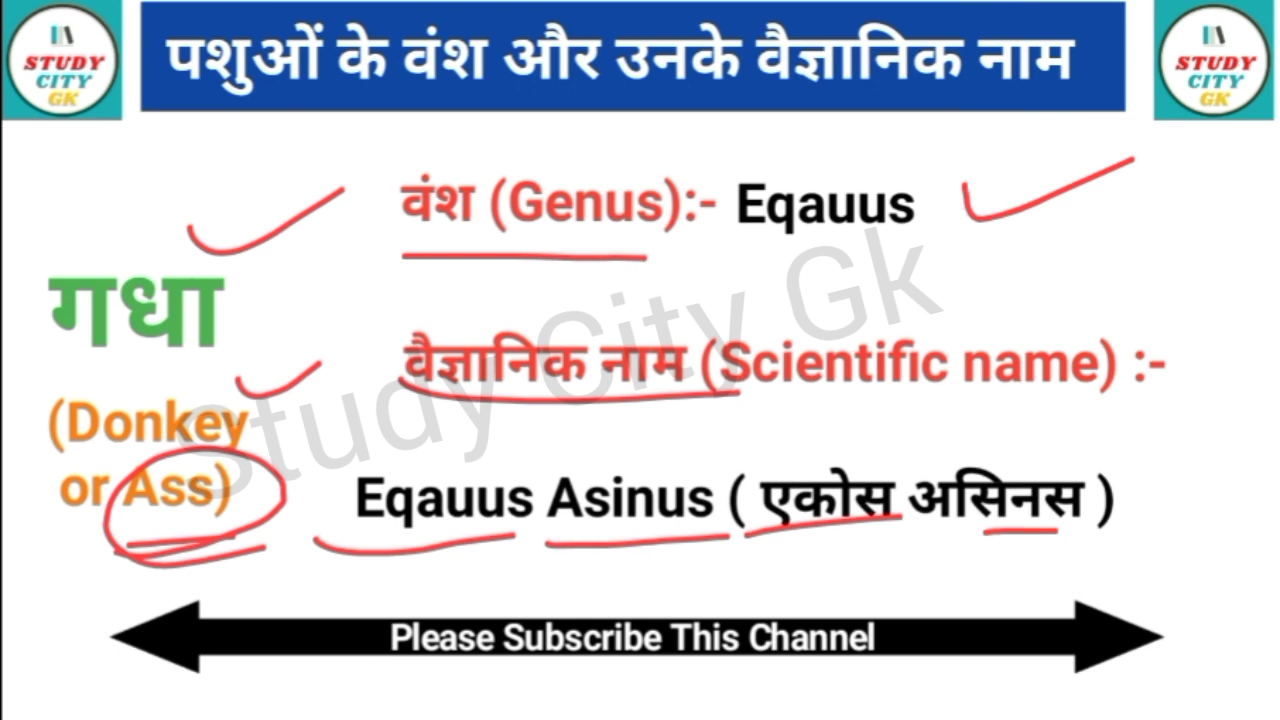 STUDY
CITY
GK
पशुओं के वंश और उनके वैज्ञानिक नाम
STUDY
CITY
GK
वंश (Genus):- Eqauus
गधा
(Donkey
or Ass)
वैज्ञानिक नाम (Scientific name) :-
Eqauus Asinus ( एकोस असिनस )
Study City Gk
Please Subscribe This Channel